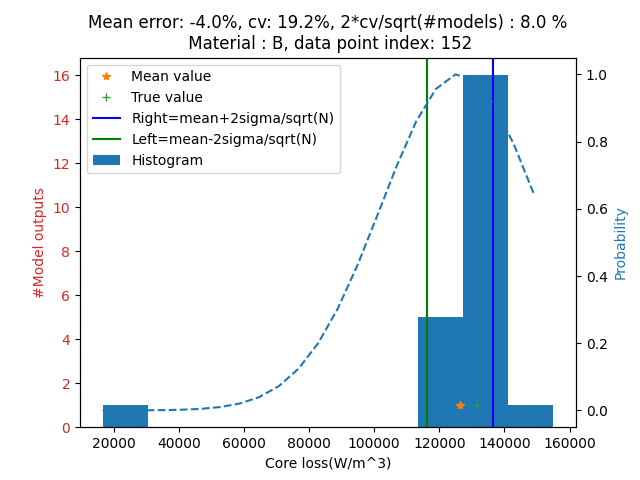 Mean error: -4.0%, cv: 19.2%, 2*cv/sqrt(#models) : 8.0 %
Material : B, data point index: 152
Mean value
True value
Right=mean+2sigma/sqrt(N)
Left=mean-2sigma/sqrt(N)
Histogram
#Model outputs
16
14
12
10
8
6
4
2
0
1.0
0.8
0.6
0.4
0.2
0.0
Probability
20000 40000 60000 80000 100000 120000 140000 160000
Core loss(W/m^3)